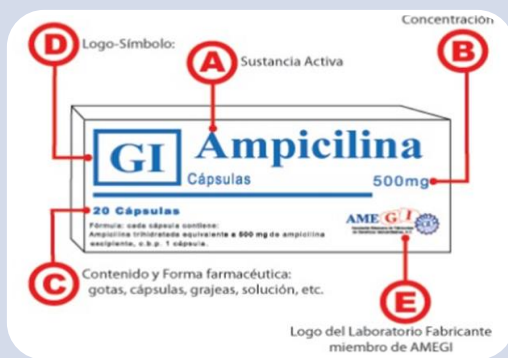 Concentración
D
Logo-Símbolo:
A
Sustancia Activa
B
GI
Ampicilina
Cápsulas
500mg
20 Cápsulas
Fórmula: cada cápsula contiene:
Ampicilina trihidratada equivalente a 500 mg de ampicilina
excipiente, c.b.p. 1 cápsula.
AMEGI
C
Contenido y Forma farmacéutica:
gotas, cápsulas, grajeas, solución, etc.
E
Logo del Laboratorio Fabricante
miembro de AMEGI